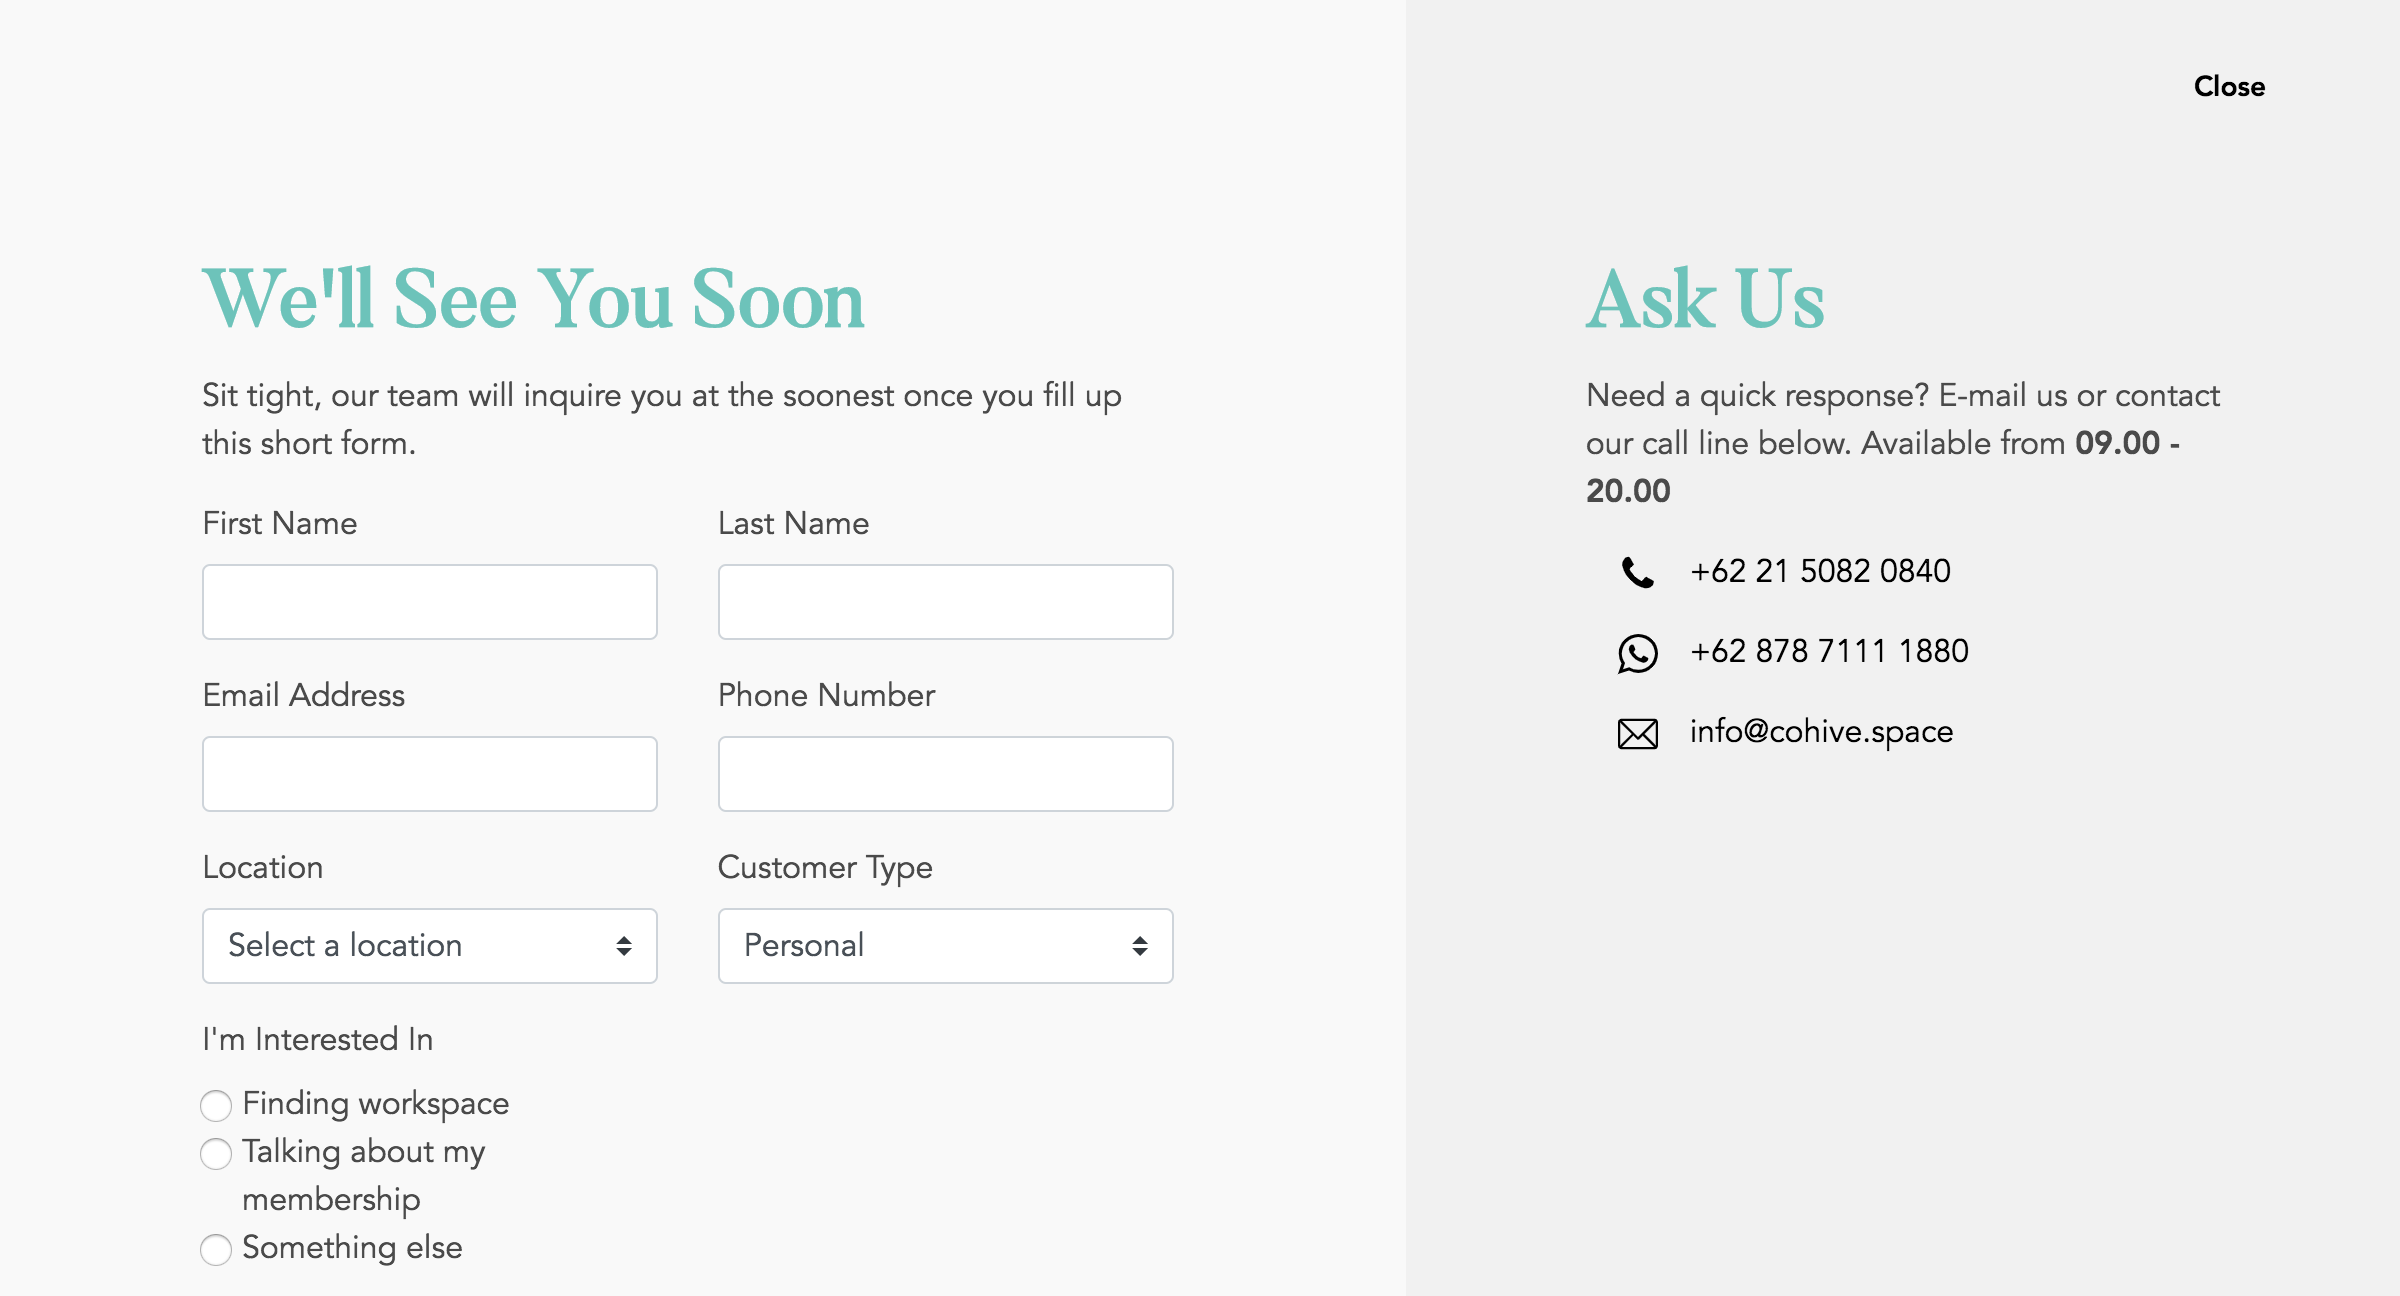 Close
We'll See You Soon
Sit tight, our team will inquire you at the soonest once you fill up
this short form.
First Name
Last Name
Email Address
Phone Number
Location
Customer Type
Select a location
Personal
I'm Interested In
Finding workspace
Talking about my
membership
Something else
Ask Us
Need a quick response? E-mail us or contact
our call line below. Available from 09.00 -
20.00
+62 21 5082 0840
+62 878 7111 1880
info@cohive.space